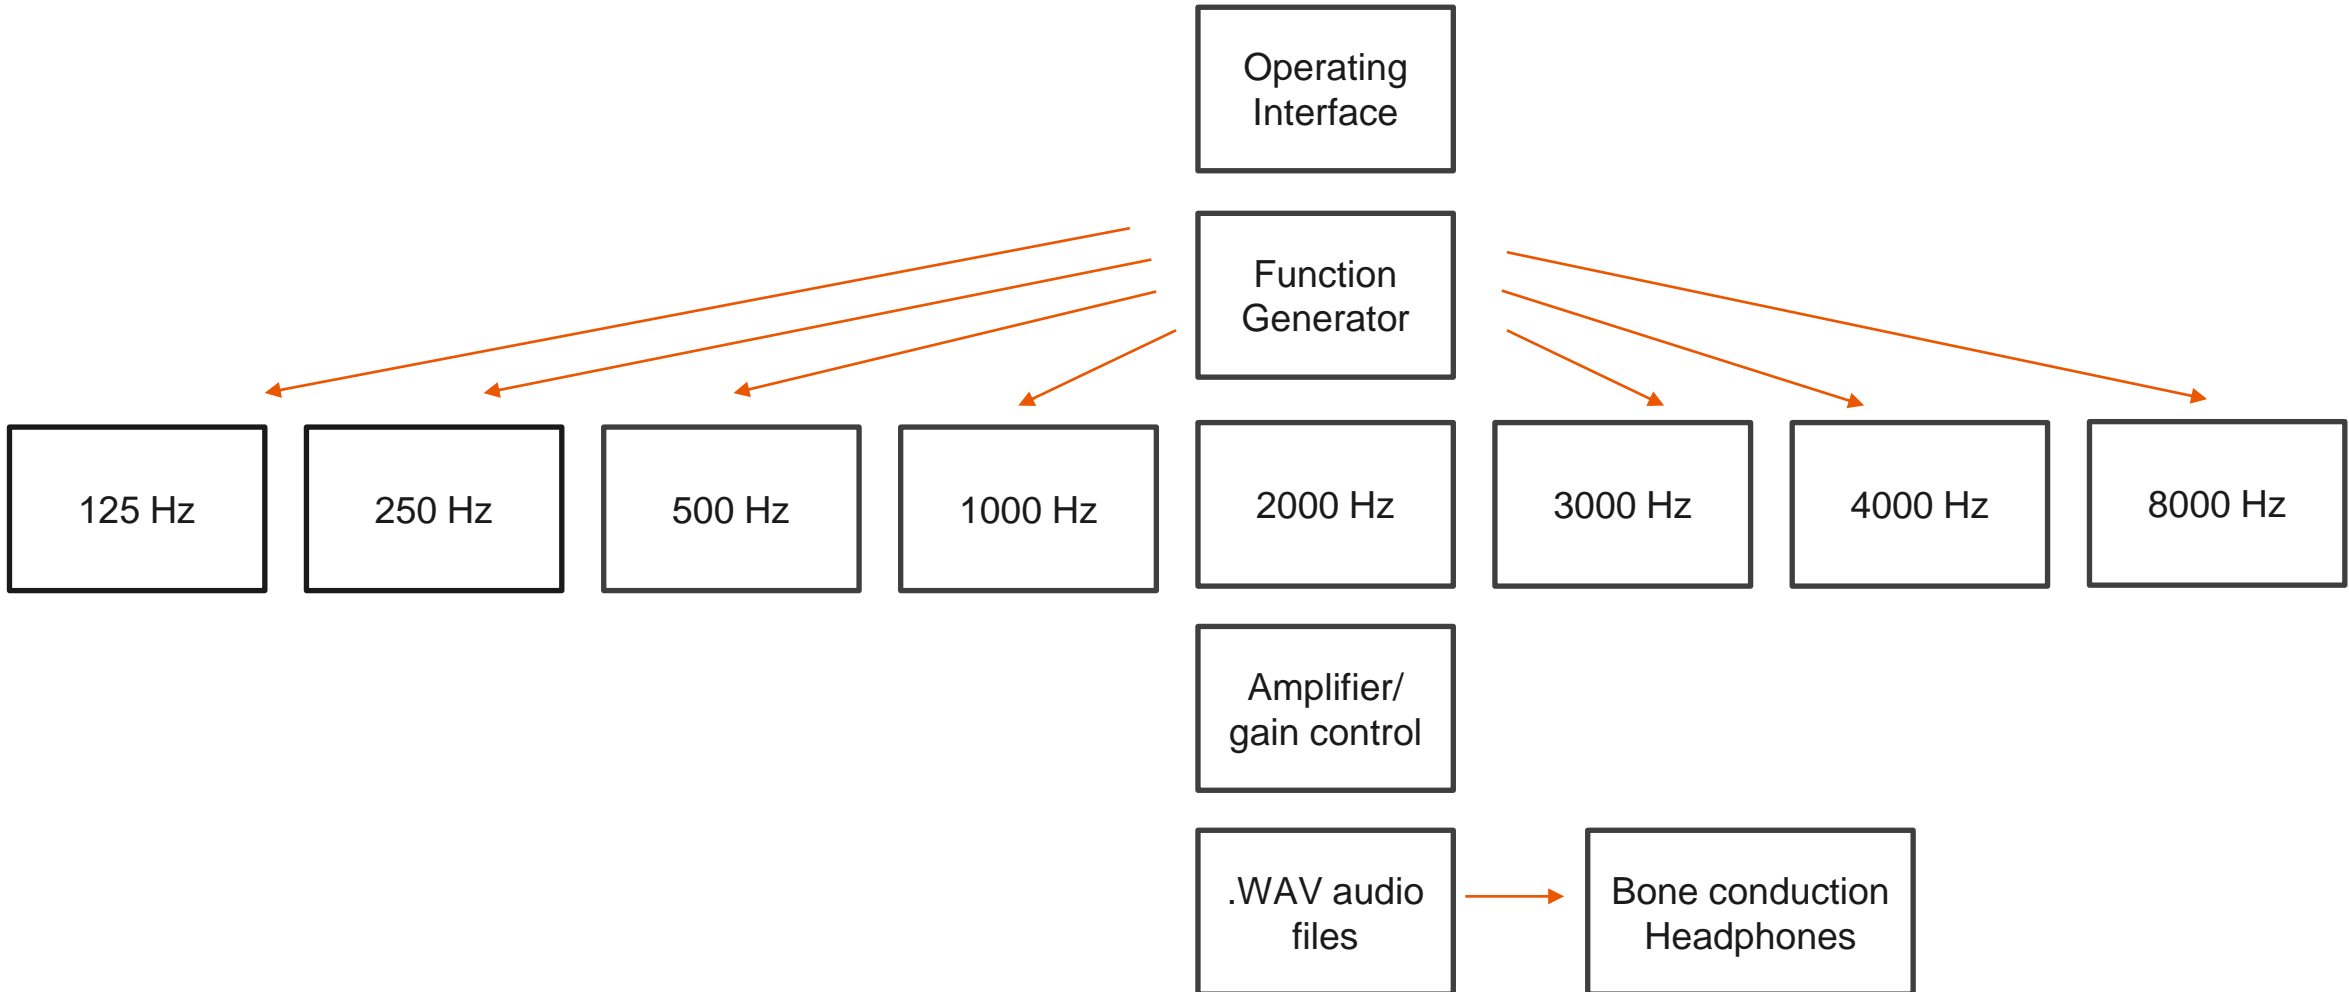 Operating
Interface
Function
Generator
125 Hz
250 Hz
500 Hz
1000 Hz
2000 Hz
3000 Hz
4000 Hz
8000 Hz
Amplifier/
gain control
.WAV audio
files
Bone conduction
Headphones